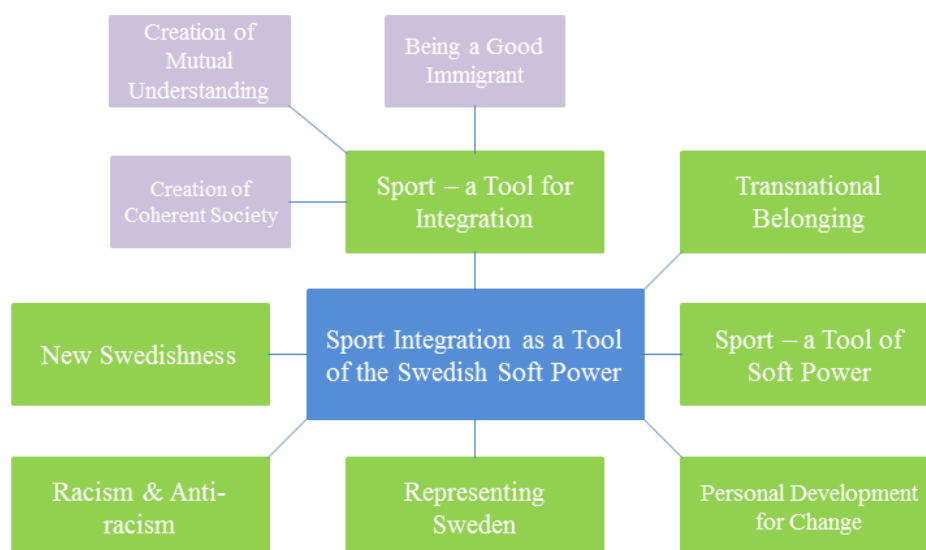 Creation of
Mutual
Understanding
Being a Good
Immigrant
Creation of
Coherent Society
Sport – a Tool for
Integration
Transnational
Belonging
New Swedishness
Sport Integration as a Tool
of the Swedish Soft Power
Sport – a Tool of
Soft Power
Racism & Anti-
racism
Representing
Sweden
Personal Development
for Change